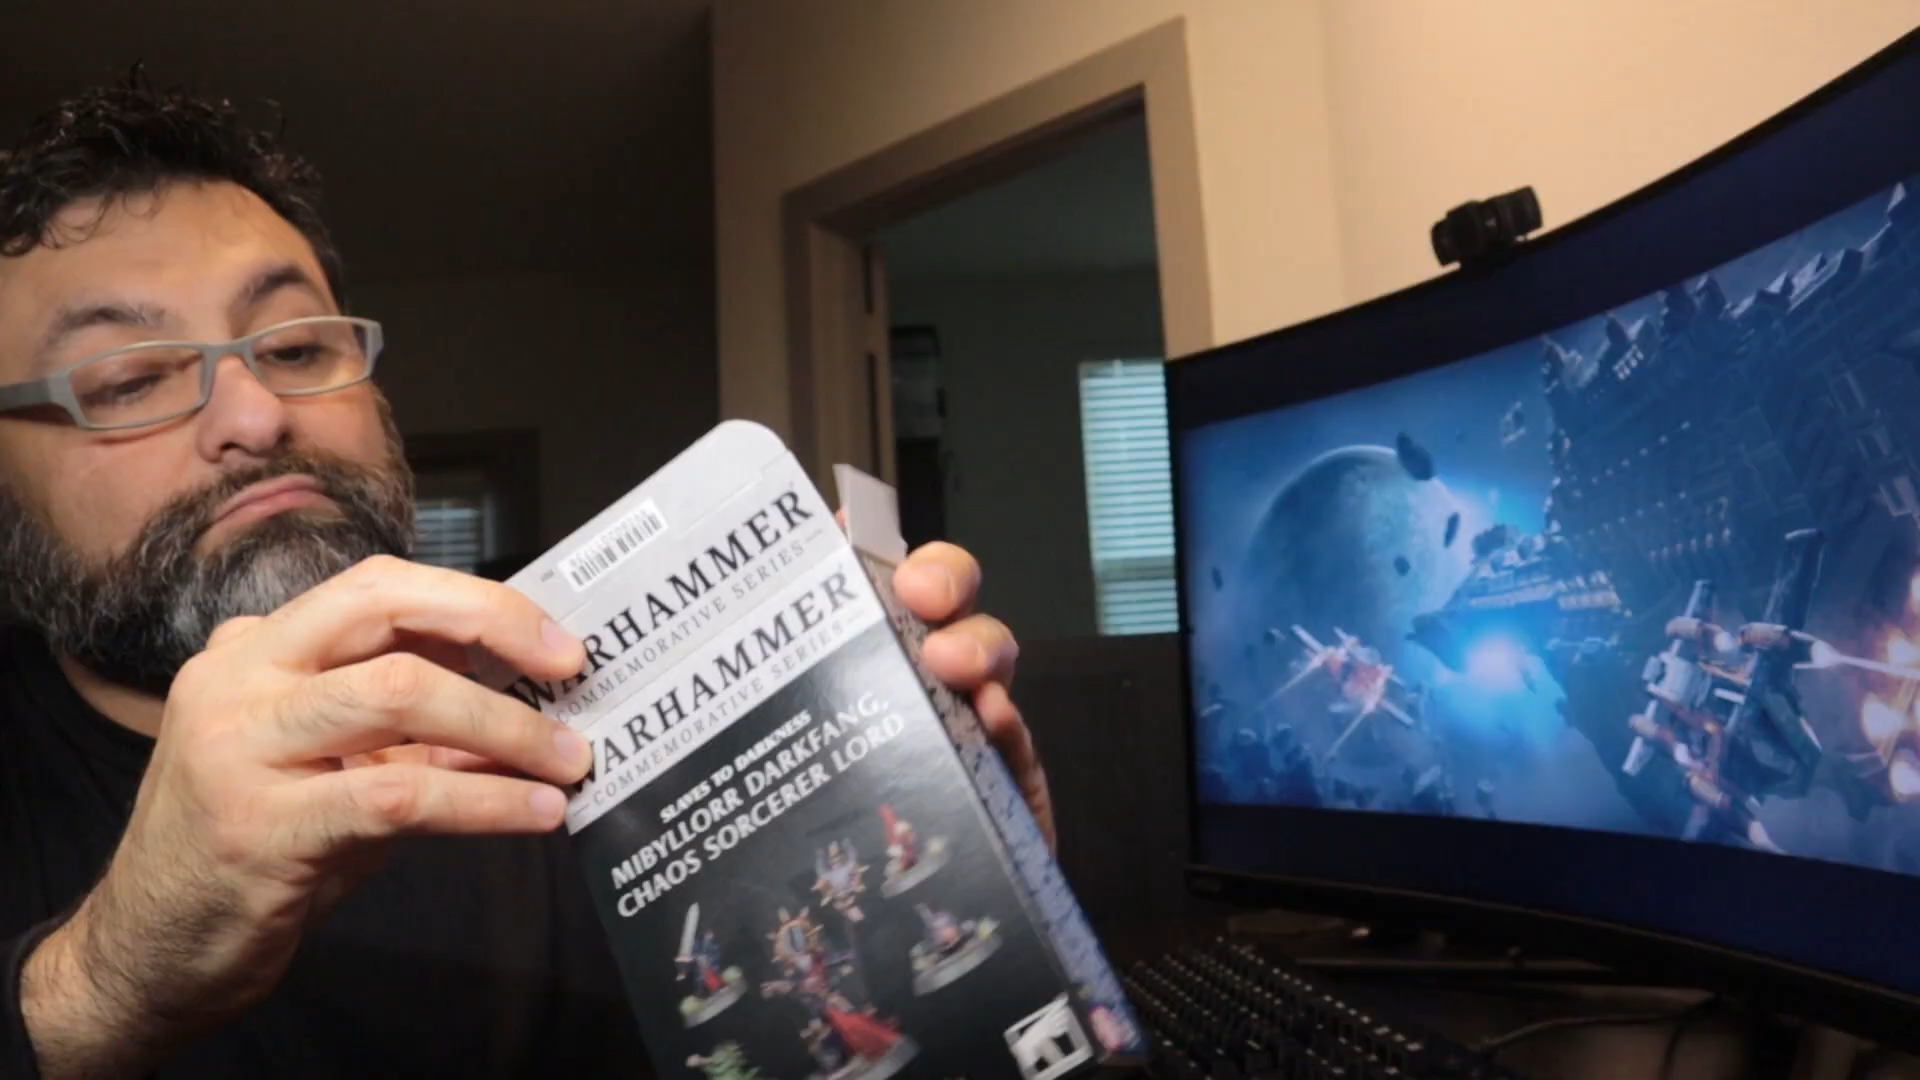 WARHAMMER
COMMEMORATIVE SERIES
WARHAMMER
COMMEMORATIVE SERIES
SLAVES TO DARKNESS
MIBYLLORR DARKFANG,
CHAOS SORCERER LORD